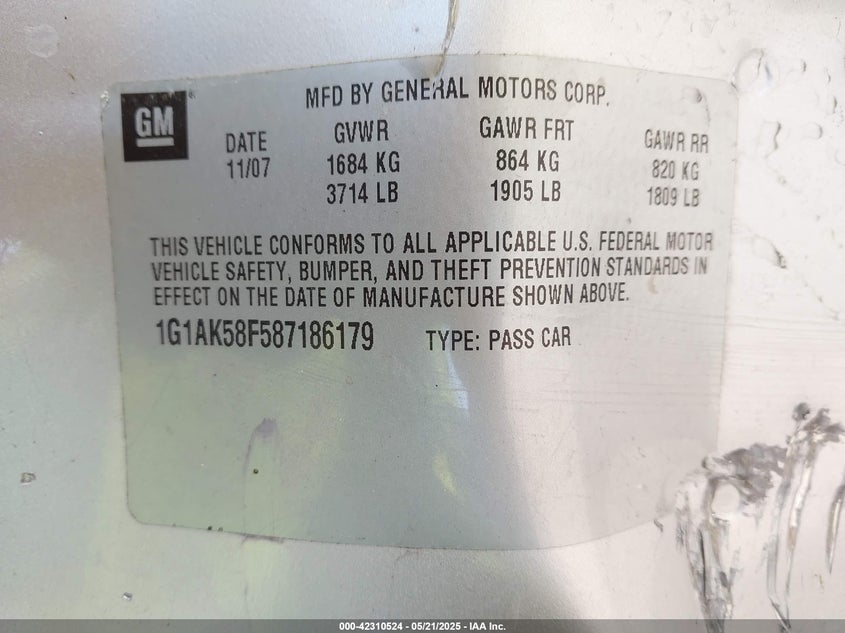 MFD BY GENERAL MOTORS CORP.
GM
DATE GVWR GAWR FRT GAWR RR
11/07 1684 KG 864 KG 820 KG
3714 LB 1905 LB 1809 LB
THIS VEHICLE CONFORMS TO ALL APPLICABLE U.S. FEDERAL MOTOR
VEHICLE SAFETY, BUMPER, AND THEFT PREVENTION STANDARDS IN
EFFECT ON THE DATE OF MANUFACTURE SHOWN ABOVE.
1G1AK58F587186179 TYPE: PASS CAR
000-42310524 - 05/21/2025 - IAA Inc.